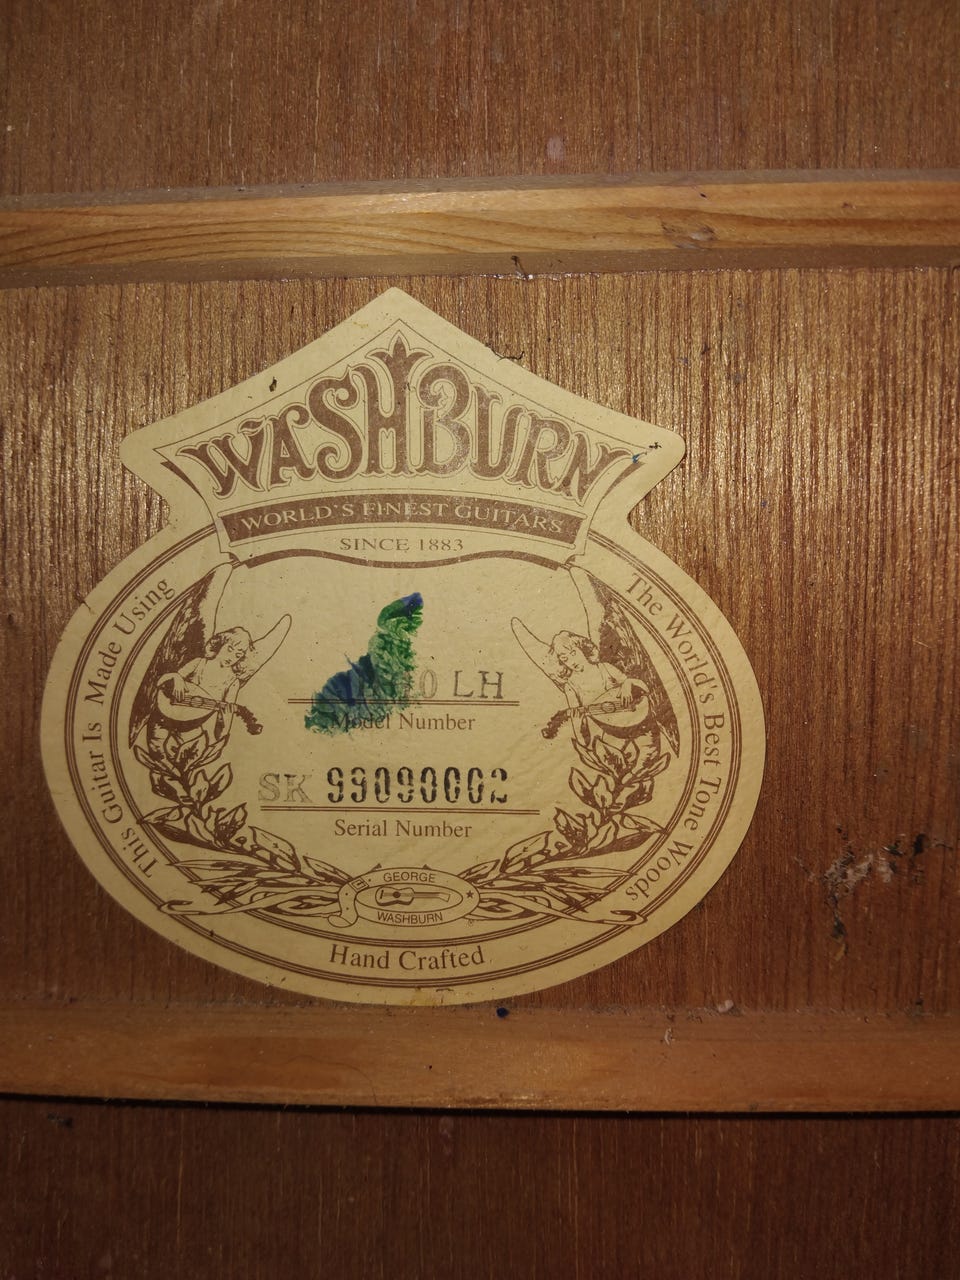 WASHBURN
WORLD'S FINEST GUITARS
SINCE 1883
This Guitar Is Made Using The World's Best Tone Woods
LH
Model Number
SK 99090002
Serial Number
GEORGE
WASHBURN
Hand Crafted